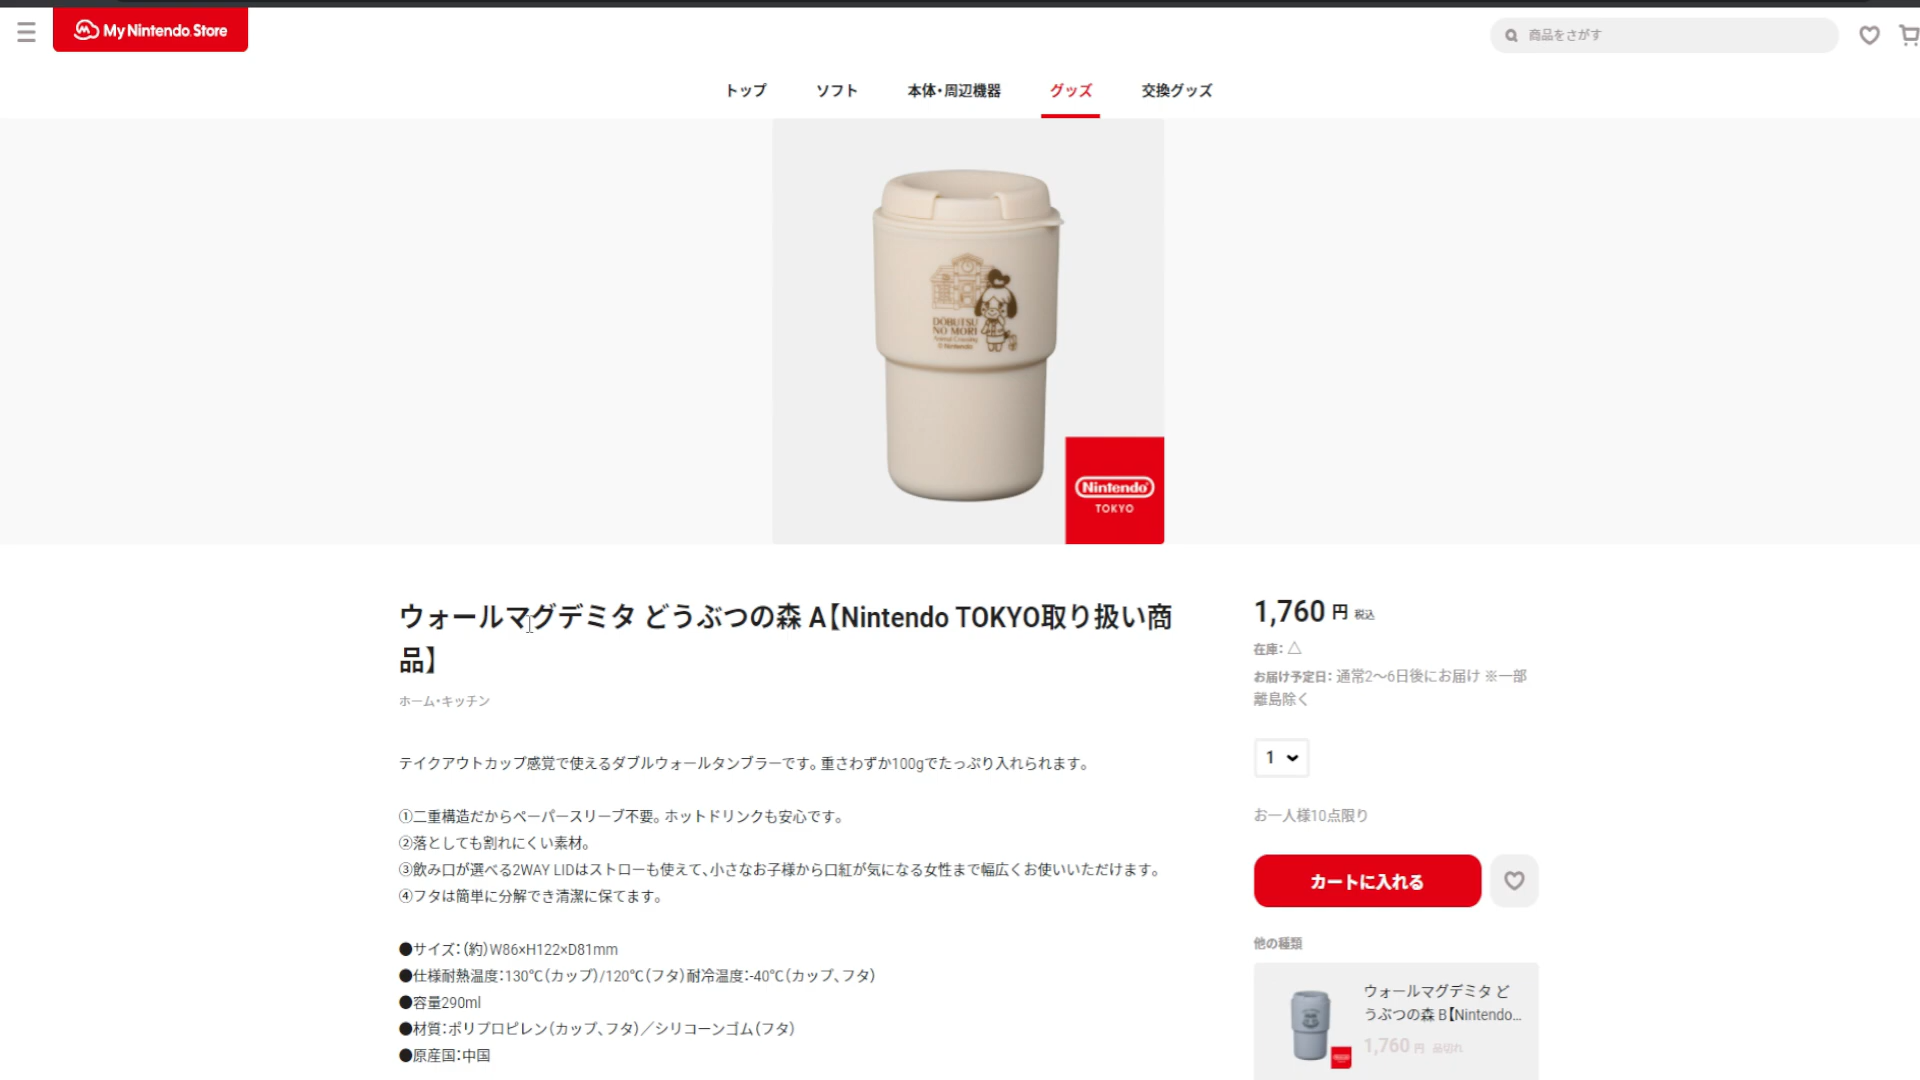 My Nintendo Store
商品をさがす
トップ
ソフト
本体・周辺機器
グッズ
交換グッズ
DŌBUTSU
NO MORI
Animal Crossing
© Nintendo
Nintendo
TOKYO
ウォールマグデミタ どうぶつの森 A【Nintendo TOKYO取り扱い商
品】
ホーム・キッチン
テイクアウトカップ感覚で使えるダブルウォールタンブラーです。重さわずか100gでたっぷり入れられます。
①二重構造だからペーパースリーブ不要。ホットドリンクも安心です。
②落としても割れにくい素材。
③飲み口が選べる2WAY LIDはストローも使えて、小さなお子様から口紅が気になる女性まで幅広くお使いいただけます。
④フタは簡単に分解でき清潔に保てます。
●サイズ：（約）W86×H122×D81mm
●仕様耐熱温度：130℃（カップ）/120℃（フタ）耐冷温度：-40℃（カップ、フタ）
●容量290ml
●材質：ポリプロピレン（カップ、フタ）／シリコーンゴム（フタ）
●原産国：中国
1,760 円 税込
在庫：△
お届け予定日：通常2～6日後にお届け ※一部
離島除く
1
お一人様10点限り
カートに入れる
他の種類
ウォールマグデミタ ど
うぶつの森 B【Nintendo...
1,760 円 品切れ